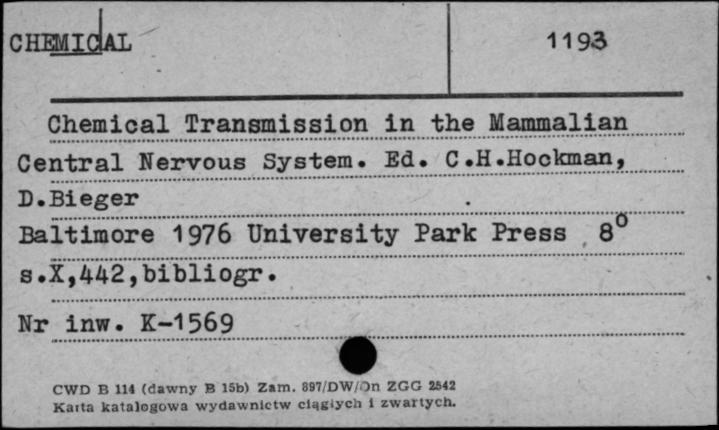 CHEMICAL
1193
Chemical Transmission in the Mammalian
Central Nervous System. Ed. C.H.Hockman,
D.Bieger
Baltimore 1976 University Park Press 8°
s.X,442,bibliogr.
Nr inw. K-1569
CWD B 114 (dawny B 15b) Zam. 897/DW/On ZGG 2542
Karta katalogowa wydawnictw ciągłych i zwartych.